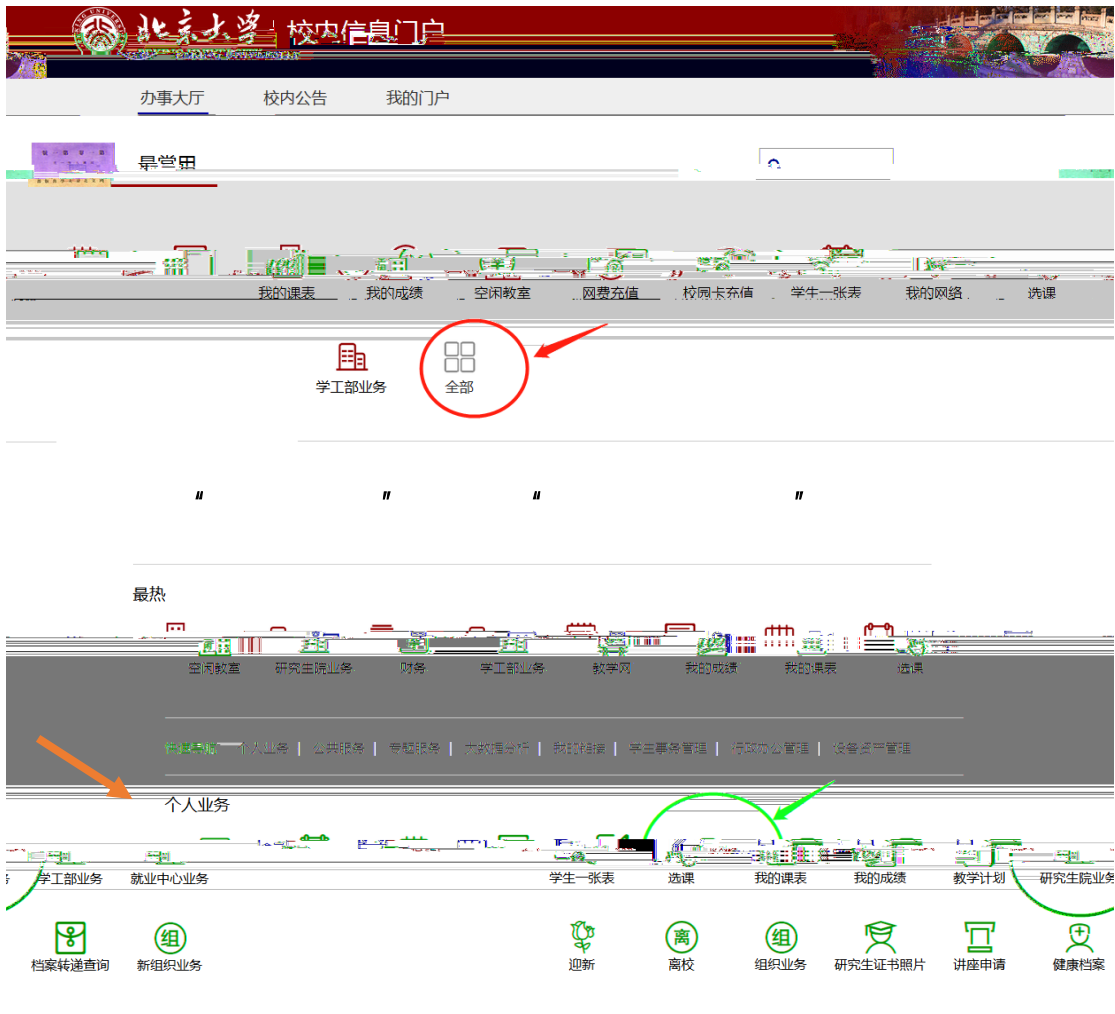 北京大学 校内信息门户
办事大厅 校内公告 我的门户
最常用
我的课表 我的成绩 空闲教室 网费充值 校园卡充值 学生一张表 我的网络 选课
学工部业务 全部
" " " "
最热
空闲教室 研究生院业务 财务 学工部业务 教学网 我的成绩 我的课表 选课
个人业务 | 公共服务 | 专题服务 | 大数据分析 | | 学生事务管理 | 行政办公管理 | 设备资产管理
个人业务
学工部业务 就业中心业务 学生一张表 选课 我的课表 我的成绩 教学计划 研究生院业务
档案转递查询 新组织业务 迎新 离校 组织业务 研究生证书照片 讲座申请 健康档案